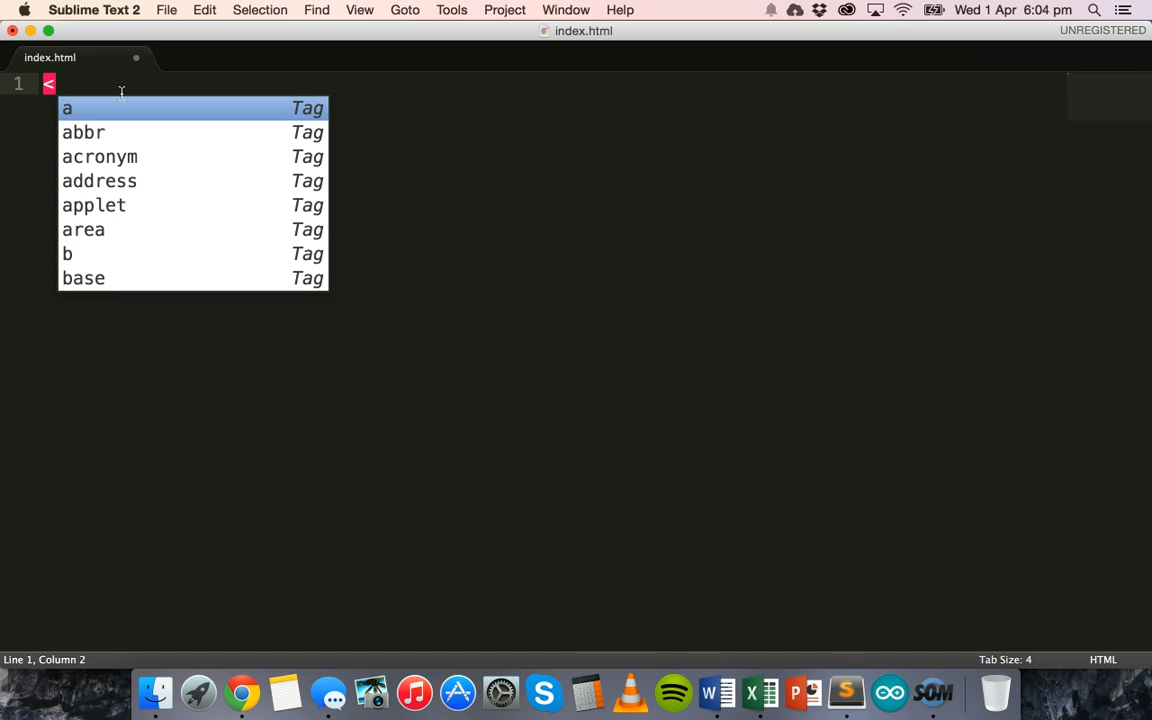 Sublime Text 2 File Edit Selection Find View Goto Tools Project Window Help Wed 1 Apr 6:04 pm
index.html UNREGISTERED
index.html
1 <
a Tag
abbr Tag
acronym Tag
address Tag
applet Tag
area Tag
b Tag
base Tag
Line 1, Column 2 Tab Size: 4 HTML
SOM